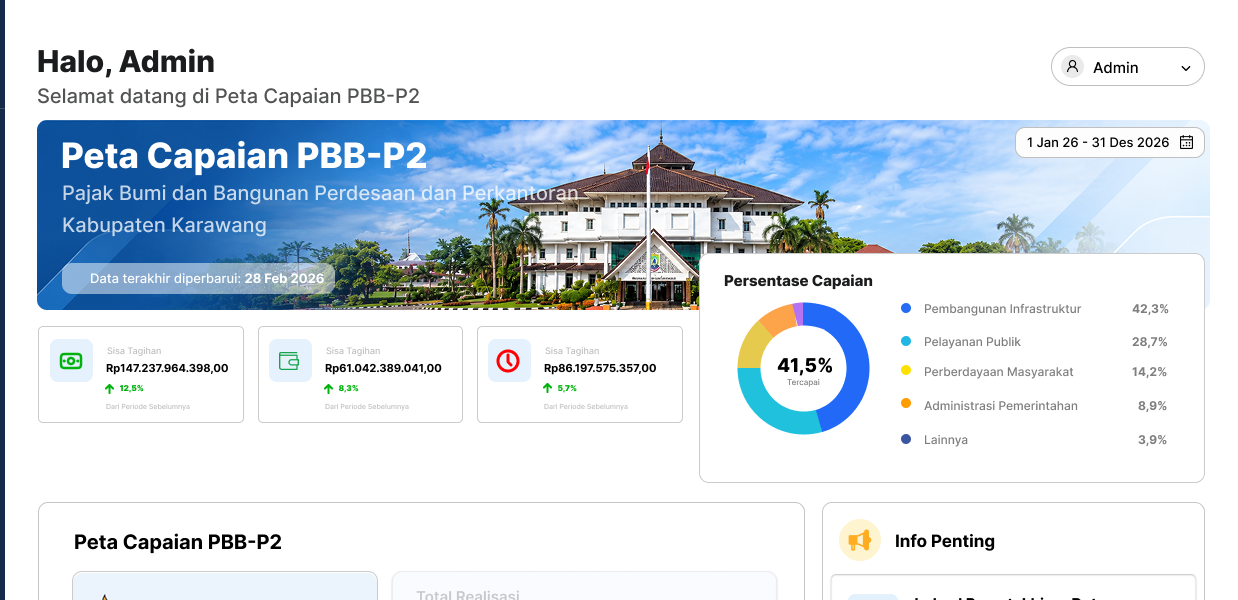 Halo, Admin
Selamat datang di Peta Capaian PBB-P2
Admin
Peta Capaian PBB-P2
Pajak Bumi dan Bangunan Perdesaan dan Perkantoran
Kabupaten Karawang
Data terakhir diperbarui: 28 Feb 2026
1 Jan 26 - 31 Des 2026
Sisa Tagihan
Rp147.237.964.398,00
12,5%
Dari Periode Sebelumnya
Sisa Tagihan
Rp61.042.389.041,00
8,3%
Dari Periode Sebelumnya
Sisa Tagihan
Rp86.197.575.357,00
5,7%
Dari Periode Sebelumnya
Persentase Capaian
41,5%
Tercapai
Pembangunan Infrastruktur 42,3%
Pelayanan Publik 28,7%
Perberdayaan Masyarakat 14,2%
Administrasi Pemerintahan 8,9%
Lainnya 3,9%
Peta Capaian PBB-P2
Total Realisasi
Info Penting